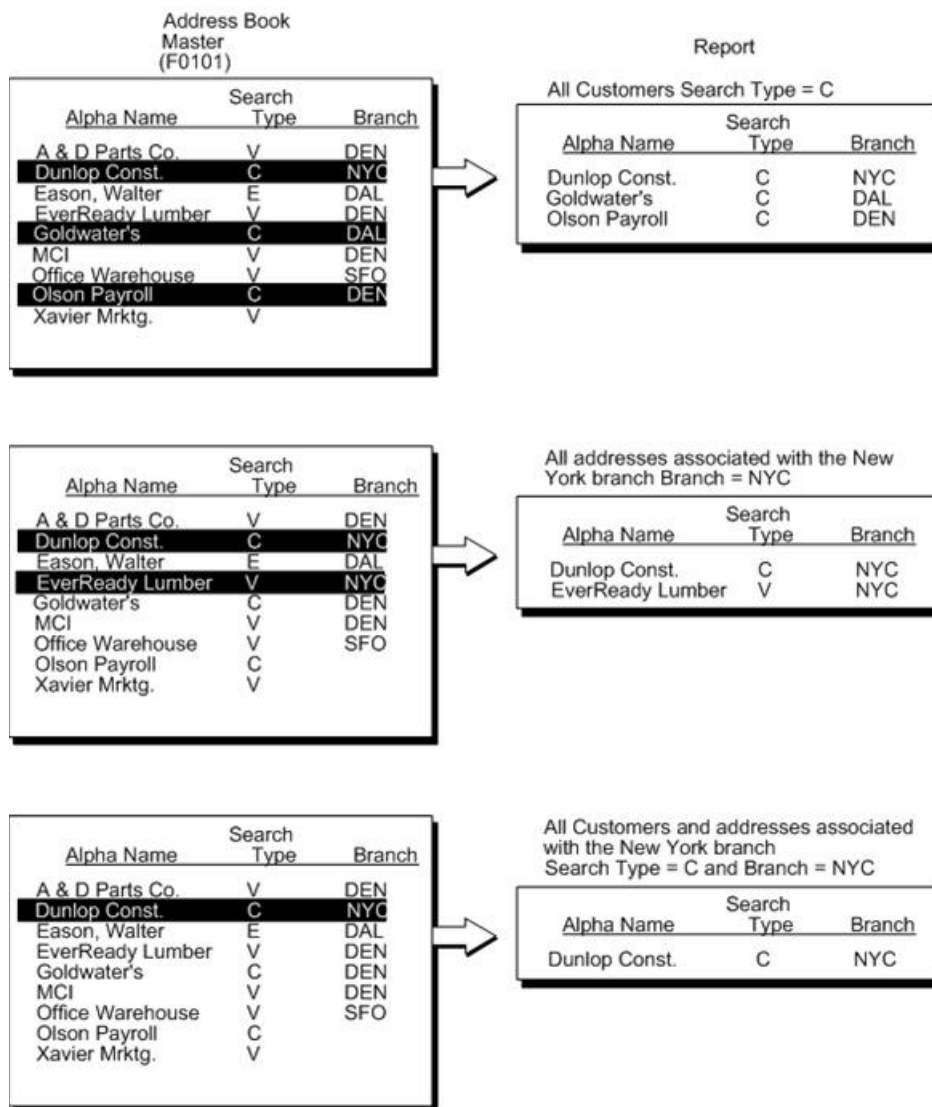 Address Book
Master
(F0101)
Search
Alpha Name Type Branch
A & D Parts Co. V DEN
Dunlop Const. C NYC
Eason, Walter E DAL
EverReady Lumber V DEN
Goldwater's C DAL
MCI V DEN
Office Warehouse V SFO
Olson Payroll C DEN
Xavier Mrktg. V
Report
All Customers Search Type = C
Search
Alpha Name Type Branch
Dunlop Const. C NYC
Goldwater's C DAL
Olson Payroll C DEN
Search
Alpha Name Type Branch
A & D Parts Co. V DEN
Dunlop Const. C NYC
Eason, Walter E DAL
EverReady Lumber V NYC
Goldwater's C DEN
MCI V DEN
Office Warehouse V SFO
Olson Payroll C
Xavier Mrktg. V
All addresses associated with the New
York branch Branch = NYC
Search
Alpha Name Type Branch
Dunlop Const. C NYC
EverReady Lumber V NYC
Search
Alpha Name Type Branch
A & D Parts Co. V DEN
Dunlop Const. C NYC
Eason, Walter E DAL
EverReady Lumber V DEN
Goldwater's C DEN
MCI V DEN
Office Warehouse V SFO
Olson Payroll C
Xavier Mrktg. V
All Customers and addresses associated
with the New York branch
Search Type = C and Branch = NYC
Search
Alpha Name Type Branch
Dunlop Const. C NYC